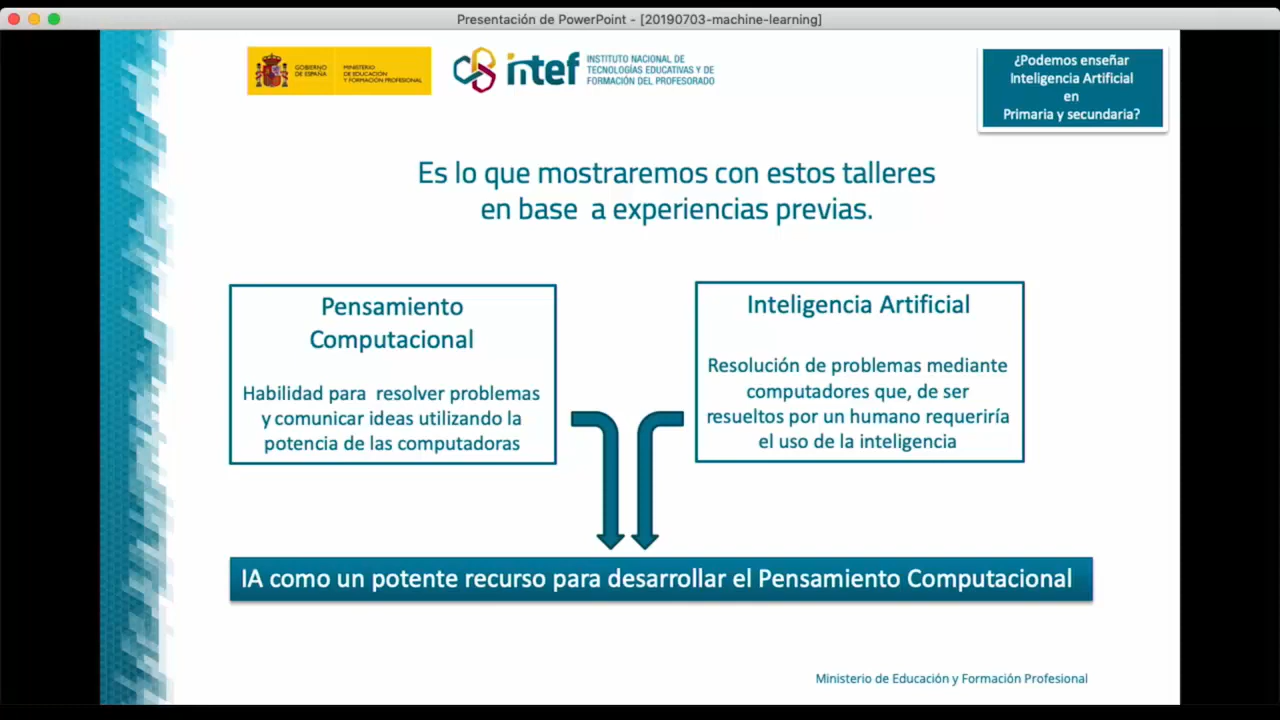 Presentación de PowerPoint - [20190703-machine-learning]
GOBIERNO
DE ESPAÑA
MINISTERIO
DE EDUCACIÓN
Y FORMACIÓN PROFESIONAL
intef
INSTITUTO NACIONAL DE
TECNOLOGÍAS EDUCATIVAS Y DE
FORMACIÓN DEL PROFESORADO
¿Podemos enseñar
Inteligencia Artificial
en
Primaria y secundaria?
Es lo que mostraremos con estos talleres
en base a experiencias previas.
Pensamiento
Computacional
Habilidad para resolver problemas
y comunicar ideas utilizando la
potencia de las computadoras
Inteligencia Artificial
Resolución de problemas mediante
computadores que, de ser
resueltos por un humano requeriría
el uso de la inteligencia
IA como un potente recurso para desarrollar el Pensamiento Computacional
Ministerio de Educación y Formación Profesional